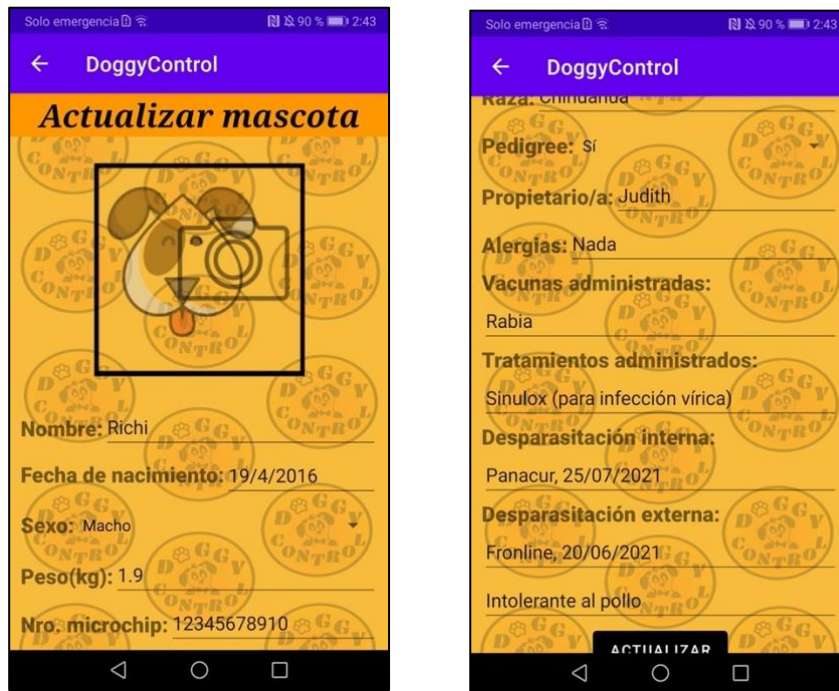 Solo emergencia 90 % 2:43
DoggyControl
Actualizar mascota
Nombre: Richi
Fecha de nacimiento: 19/4/2016
Sexo: Macho
Peso(kg): 1.9
Nro. microchip: 12345678910
Solo emergencia 90 % 2:43
DoggyControl
Raza: Chihuahua
Pedigree: Sí
Propietario/a: Judith
Alergias: Nada
Vacunas administradas:
Rabia
Tratamientos administrados:
Sinulox (para infección vírica)
Desparasitación interna:
Panacur, 25/07/2021
Desparasitación externa:
Fronline, 20/06/2021
Intolerante al pollo
ACTUALIZAR